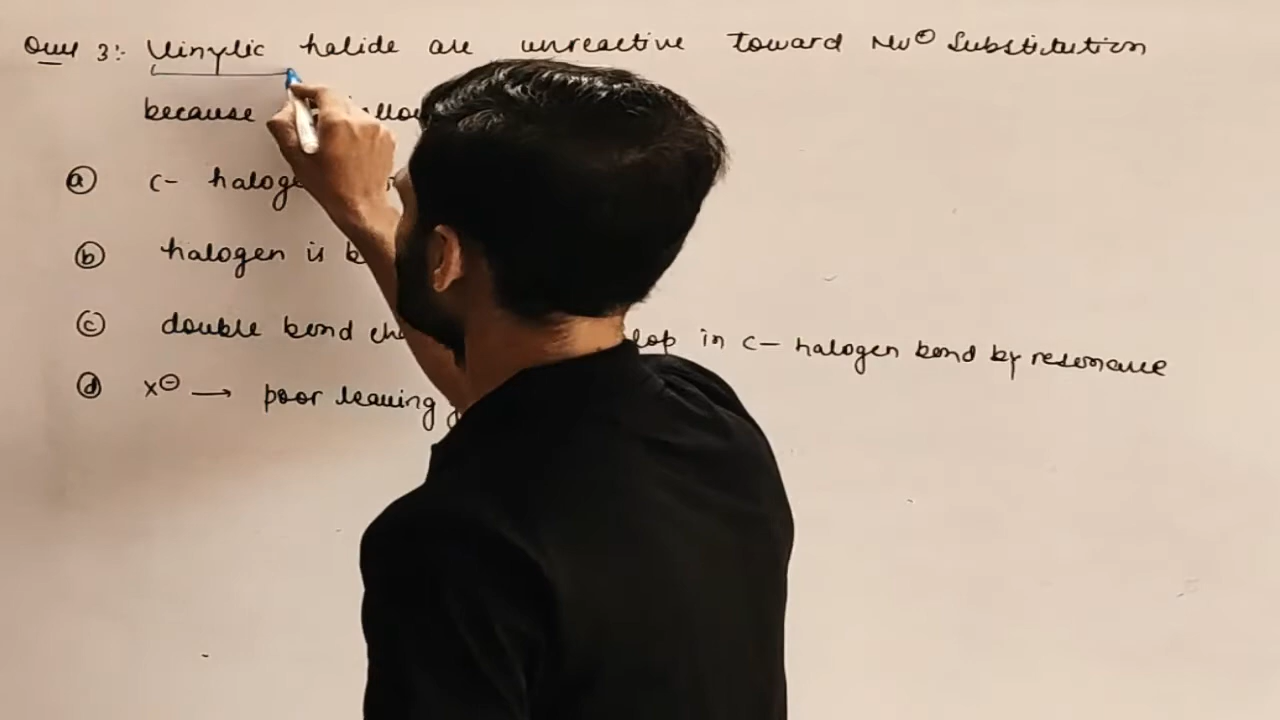 Ques 3:- Vinylic halide are unreactive toward Nu⊖ Substitution
because
ⓐ C- haloge
ⓑ halogen is b
ⓒ double bond cha lop in C- halogen bond by resonance
ⓓ X⊖ → poor leaving g